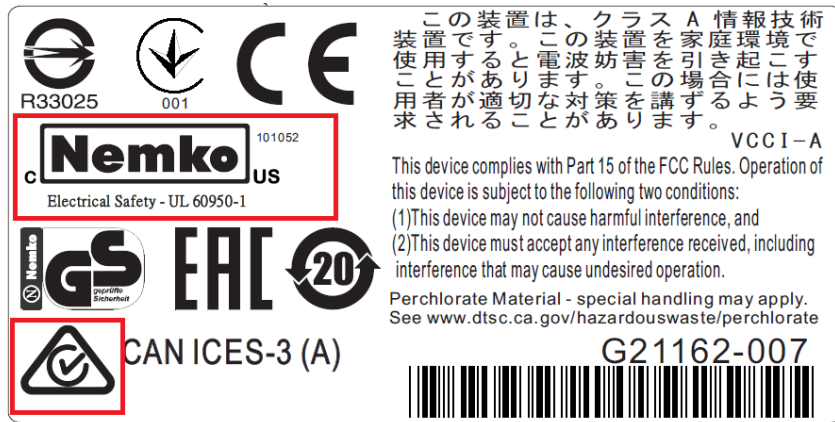 R33025
001
CE
C Nemko US
101052
Electrical Safety - UL 60950-1
Nemko
GS
geprüfte
Sicherheit
EAC
20
CAN ICES-3 (A)
この装置は、クラス A 情報技術
装置です。この装置を家庭環境で
使用すると電波妨害を引き起こす
ことがあります。この場合には使
用者が適切な対策を講ずるよう要
求されることがあります。
VCCI-A
This device complies with Part 15 of the FCC Rules. Operation of
this device is subject to the following two conditions:
(1)This device may not cause harmful interference, and
(2)This device must accept any interference received, including
interference that may cause undesired operation.
Perchlorate Material - special handling may apply.
See www.dtsc.ca.gov/hazardouswaste/perchlorate
G21162-007